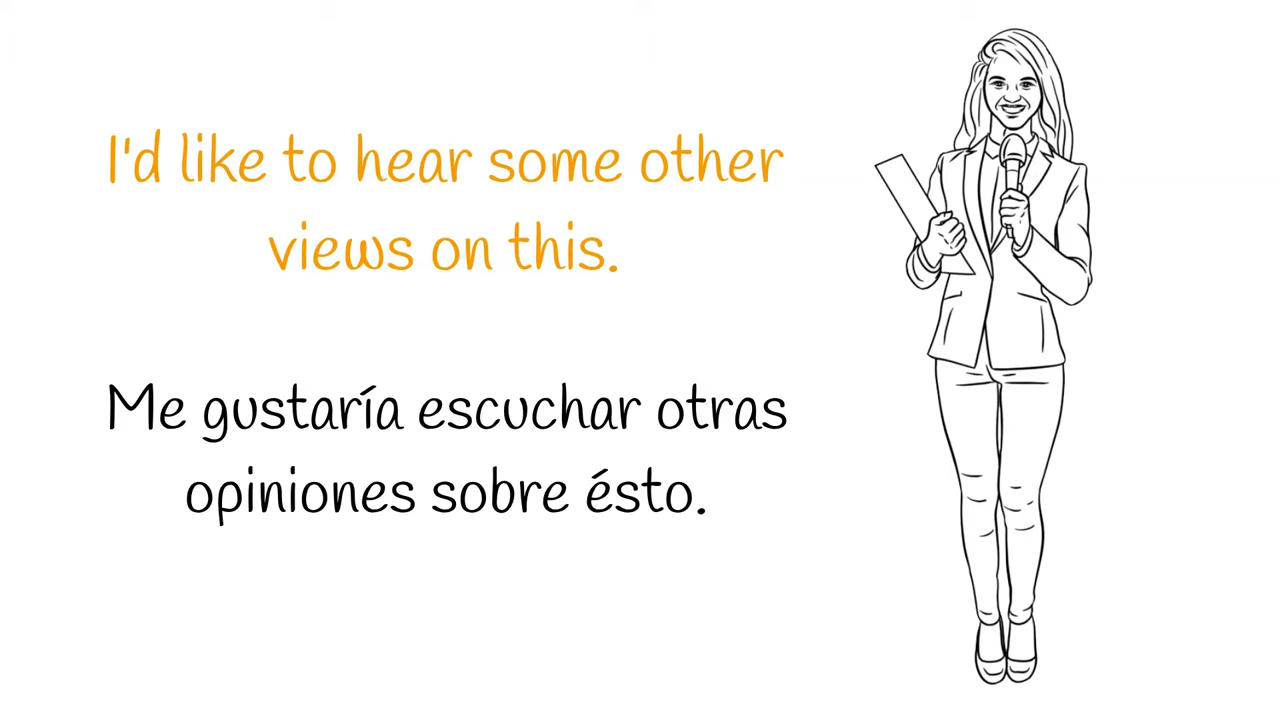 I'd like to hear some other
views on this.
Me gustaría escuchar otras
opiniones sobre ésto.